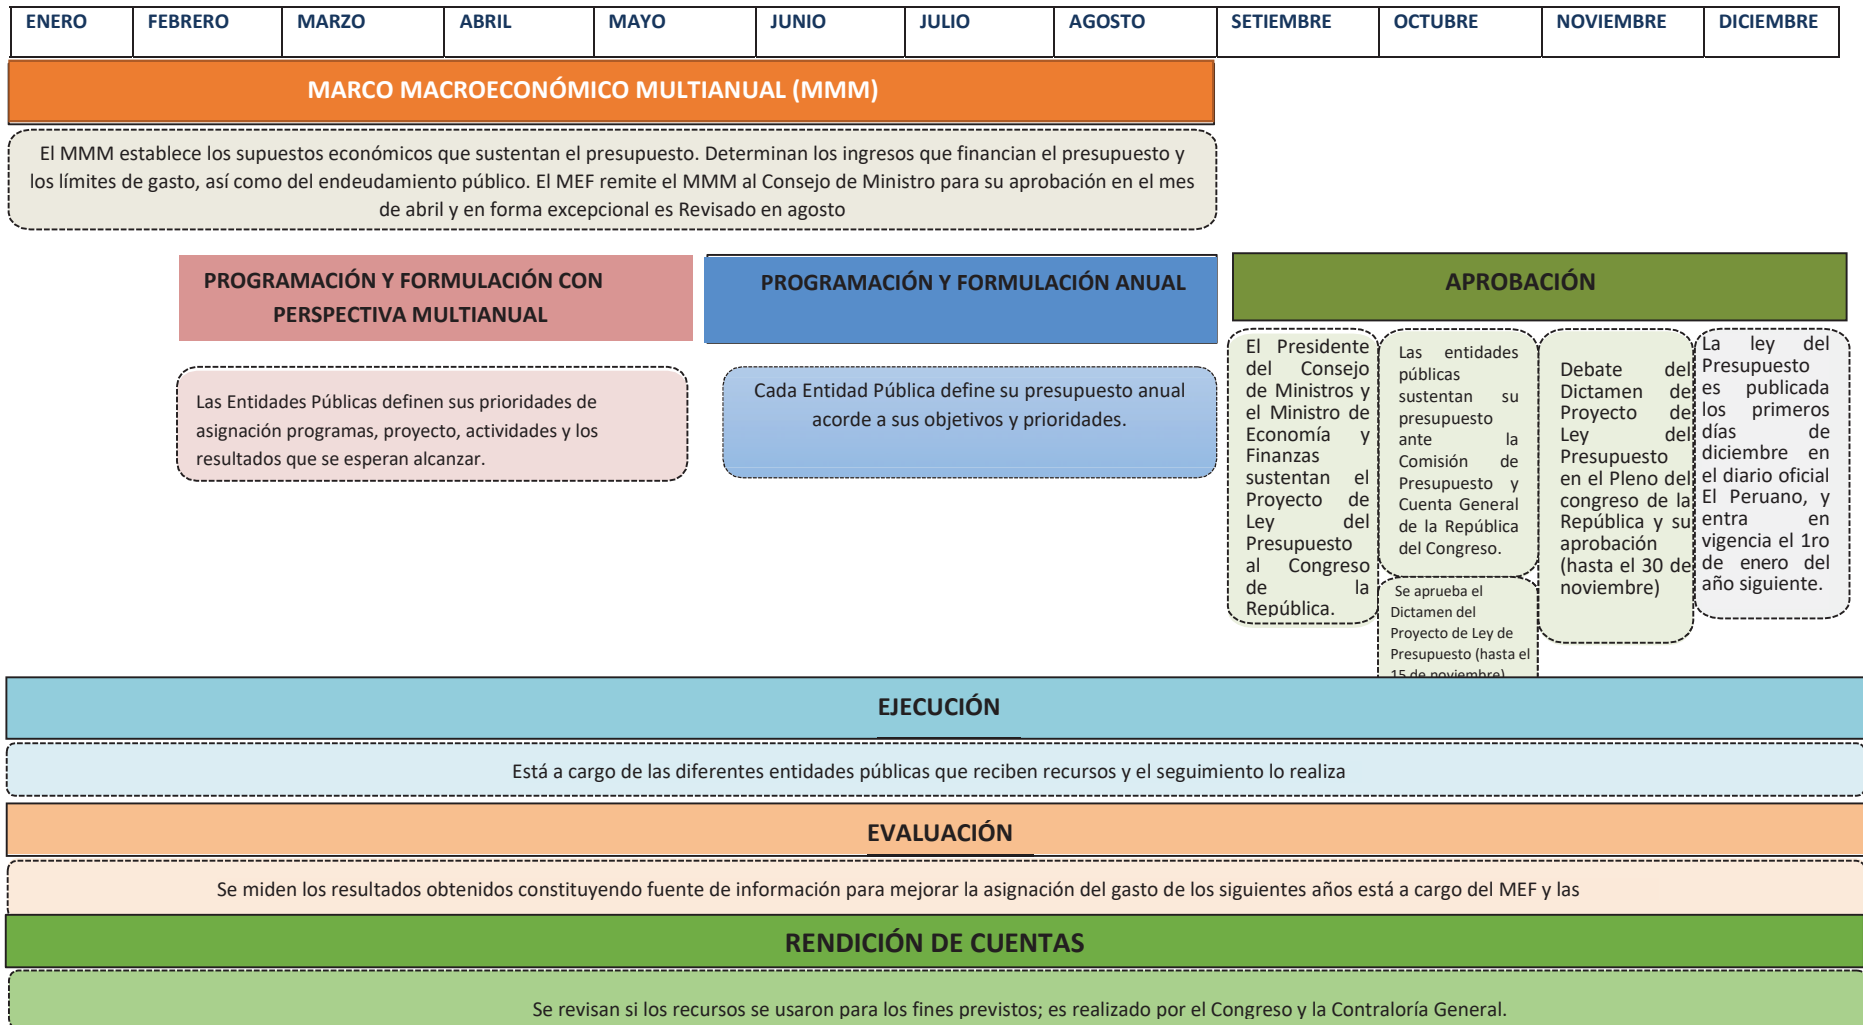 ENERO FEBRERO MARZO ABRIL MAYO JUNIO JULIO AGOSTO SETIEMBRE OCTUBRE NOVIEMBRE DICIEMBRE
MARCO MACROECONÓMICO MULTIANUAL (MMM)
El MMM establece los supuestos económicos que sustentan el presupuesto. Determinan los ingresos que financian el presupuesto y
los límites de gasto, así como del endeudamiento público. El MEF remite el MMM al Consejo de Ministro para su aprobación en el mes
de abril y en forma excepcional es Revisado en agosto
PROGRAMACIÓN Y FORMULACIÓN CON
PERSPECTIVA MULTIANUAL
Las Entidades Públicas definen sus prioridades de
asignación programas, proyecto, actividades y los
resultados que se esperan alcanzar.
PROGRAMACIÓN Y FORMULACIÓN ANUAL
Cada Entidad Pública define su presupuesto anual
acorde a sus objetivos y prioridades.
APROBACIÓN
El Presidente
del Consejo
de Ministros y
el Ministro de
Economía y
Finanzas
sustentan el
Proyecto de
Ley del
Presupuesto
al Congreso
de la
República.
Las entidades
públicas
sustentan su
presupuesto
ante la
Comisión de
Presupuesto y
Cuenta General
de la República
del Congreso.
Se aprueba el
Dictamen del
Proyecto de Ley de
Presupuesto (hasta el
15 de noviembre)
Debate del
Dictamen de
Proyecto de
Ley del
Presupuesto
en el Pleno del
congreso de la
República y su
aprobación
(hasta el 30 de
noviembre)
La ley del
Presupuesto
es publicada
los primeros
días de
diciembre en
el diario oficial
El Peruano, y
entra en
vigencia el 1ro
de enero del
año siguiente.
EJECUCIÓN
Está a cargo de las diferentes entidades públicas que reciben recursos y el seguimiento lo realiza
EVALUACIÓN
Se miden los resultados obtenidos constituyendo fuente de información para mejorar la asignación del gasto de los siguientes años está a cargo del MEF y las
RENDICIÓN DE CUENTAS
Se revisan si los recursos se usaron para los fines previstos; es realizado por el Congreso y la Contraloría General.